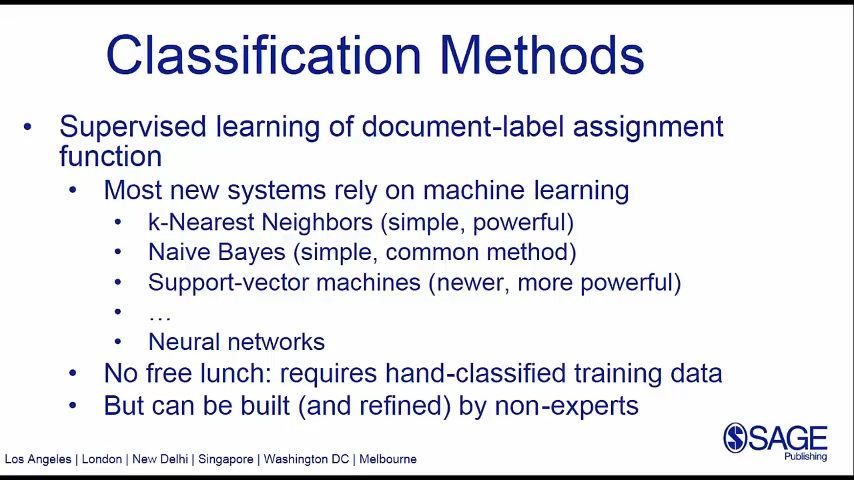 Classification Methods
• Supervised learning of document-label assignment
function
• Most new systems rely on machine learning
• k-Nearest Neighbors (simple, powerful)
• Naive Bayes (simple, common method)
• Support-vector machines (newer, more powerful)
• …
• Neural networks
• No free lunch: requires hand-classified training data
• But can be built (and refined) by non-experts
SAGE
Publishing
Los Angeles | London | New Delhi | Singapore | Washington DC | Melbourne